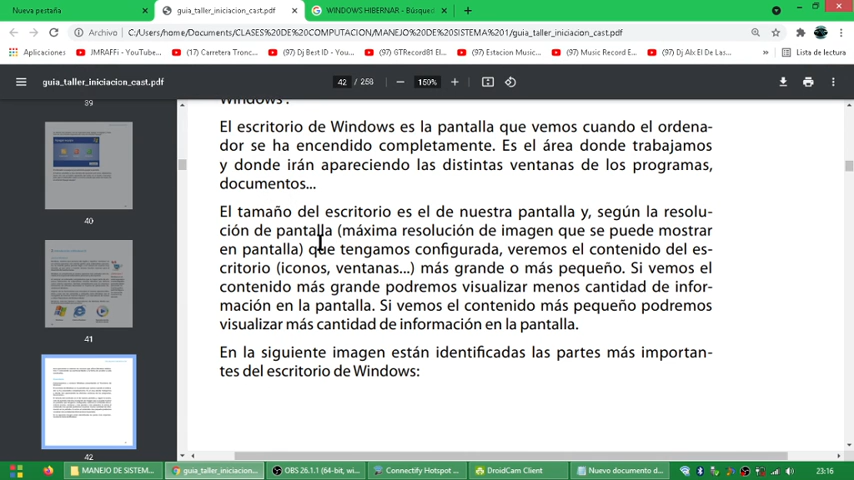 Nueva pestaña
guia_taller_iniciacion_cast.pdf
WINDOWS HIBERNAR - Búsqued
Archivo | C:/Users/home/Documents/CLASES%20DE%20COMPUTACION/MANEJO%20DE%20SISTEMA%201/guia_taller_iniciacion_cast.pdf
Aplicaciones
JMRAFFi - YouTube...
(17) Carretera Tronc...
(97) Dj Best ID - You...
(97) GTRecord81 El...
(97) Estacion Music...
(97) Music Record E...
(97) Dj Alx El De Las...
»
Lista de lectura
guia_taller_iniciacion_cast.pdf
42 / 258
150%
39
40
41
42
Windows'.
El escritorio de Windows es la pantalla que vemos cuando el ordena-
dor se ha encendido completamente. Es el área donde trabajamos
y donde irán apareciendo las distintas ventanas de los programas,
documentos...
El tamaño del escritorio es el de nuestra pantalla y, según la resolu-
ción de pantalla (máxima resolución de imagen que se puede mostrar
en pantalla) que tengamos configurada, veremos el contenido del es-
critorio (iconos, ventanas...) más grande o más pequeño. Si vemos el
contenido más grande podremos visualizar menos cantidad de infor-
mación en la pantalla. Si vemos el contenido más pequeño podremos
visualizar más cantidad de información en la pantalla.
En la siguiente imagen están identificadas las partes más importan-
tes del escritorio de Windows:
MANEJO DE SISTEM...
guia_taller_iniciacion...
OBS 26.1.1 (64-bit, wi...
Connectify Hotspot ...
DroidCam Client
Nuevo documento d...
23:16